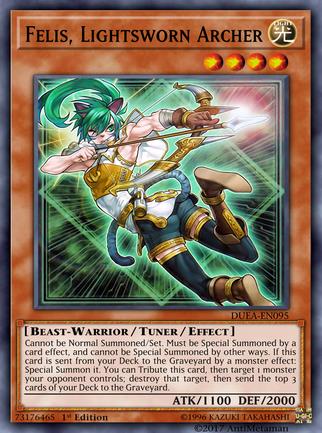 FELIS, LIGHTSWORN ARCHER
LIGHT
光
DUEA-EN095
[BEAST-WARRIOR / TUNER / EFFECT]
Cannot be Normal Summoned/Set. Must be Special Summoned by
a card effect, and cannot be Special Summoned by other ways. If this
card is sent from your Deck to the Graveyard by a monster effect:
Special Summon it. You can Tribute this card, then target 1 monster
your opponent controls; destroy that target, then send the top 3
cards of your Deck to the Graveyard.
ATK/1100 DEF/2000
73176465 1st Edition ©1996 KAZUKI TAKAHASHI
©2017 AntiMetaman